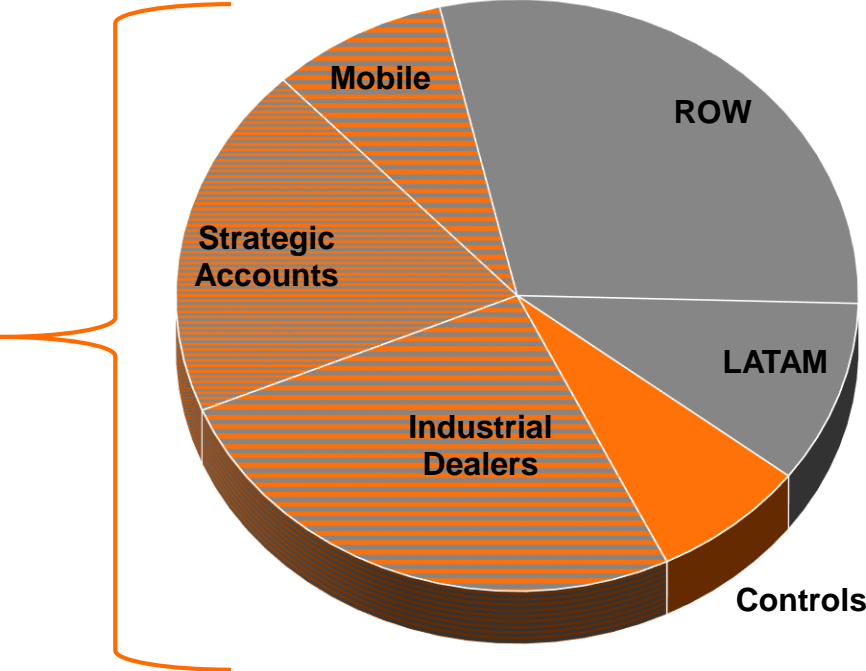 Mobile
ROW
Strategic
Accounts
LATAM
Industrial
Dealers
Controls